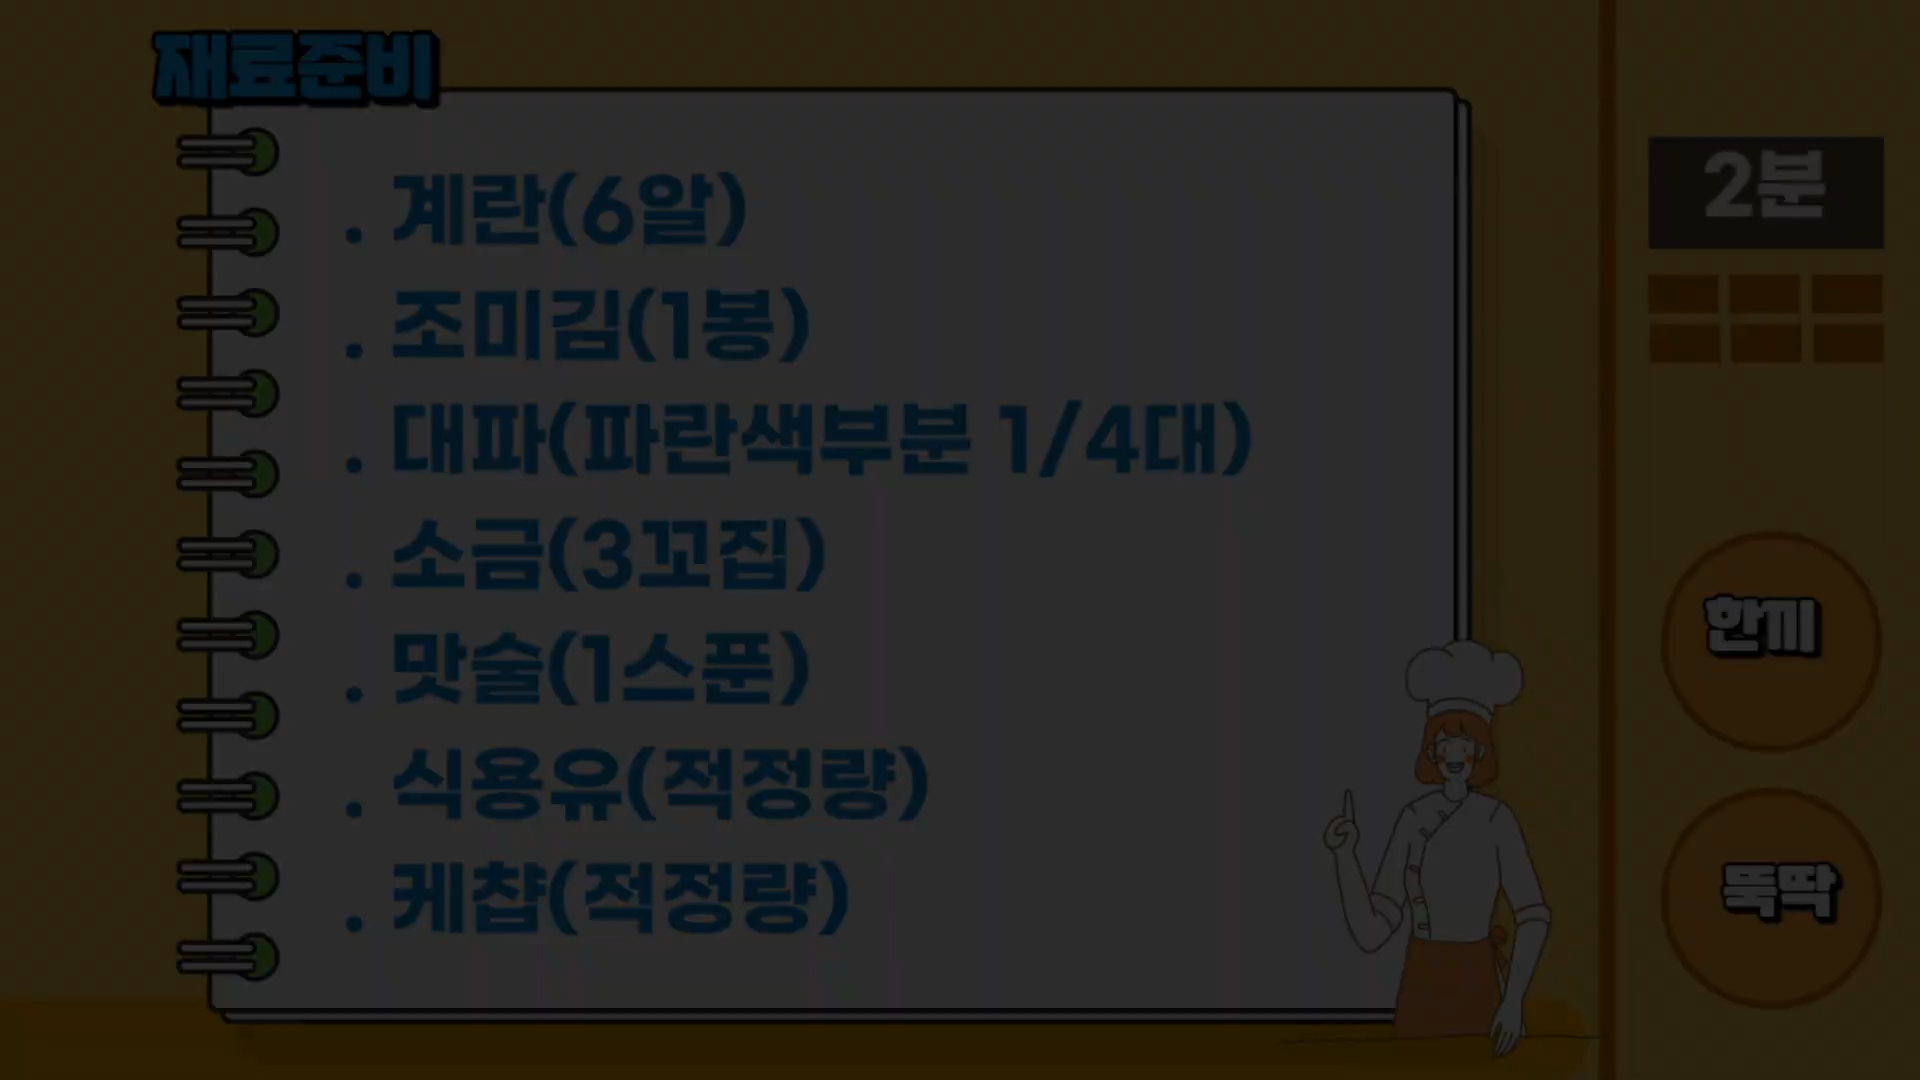 재료준비
. 계란(6알)
. 조미김(1봉)
. 대파(파란색부분 1/4대)
. 소금(3꼬집)
. 맛술(1스푼)
. 식용유(적정량)
. 케찹(적정량)
2분
한끼
뚝딱